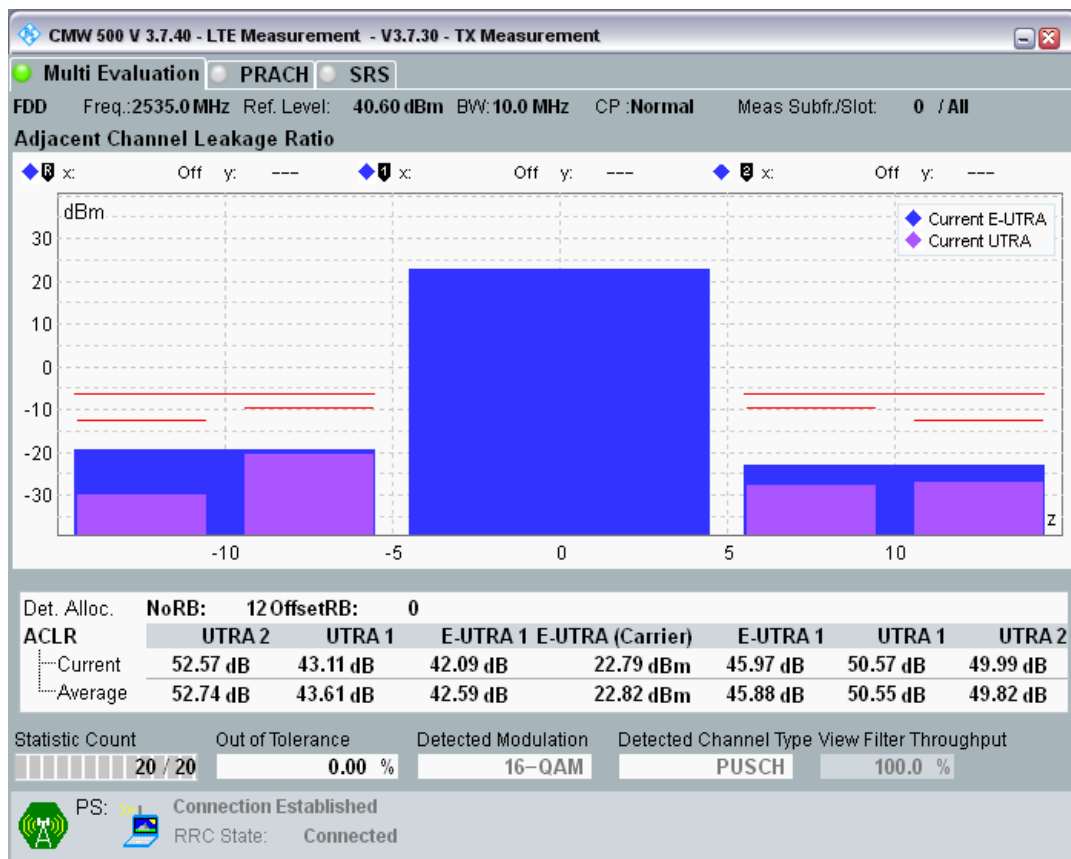 CMW 500 V 3.7.40 - LTE Measurement - V3.7.30 - TX Measurement
Multi Evaluation PRACH SRS
FDD Freq.:2535.0 MHz Ref. Level: 40.60 dBm BW:10.0 MHz CP :Normal Meas Subfr./Slot: 0 / All
Adjacent Channel Leakage Ratio
R x: Off y: --- 1 x: Off y: --- 2 x: Off y: ---
dBm
Current E-UTRA
Current UTRA
30
20
10
0
-10
-20
-30
z
-10 -5 0 5 10
Det. Alloc. NoRB: 12 OffsetRB: 0
ACLR UTRA 2 UTRA 1 E-UTRA 1 E-UTRA (Carrier) E-UTRA 1 UTRA 1 UTRA 2
Current 52.57 dB 43.11 dB 42.09 dB 22.79 dBm 45.97 dB 50.57 dB 49.99 dB
Average 52.74 dB 43.61 dB 42.59 dB 22.82 dBm 45.88 dB 50.55 dB 49.82 dB
Statistic Count Out of Tolerance Detected Modulation Detected Channel Type View Filter Throughput
20 / 20 0.00 % 16-QAM PUSCH 100.0 %
PS: Connection Established
RRC State: Connected